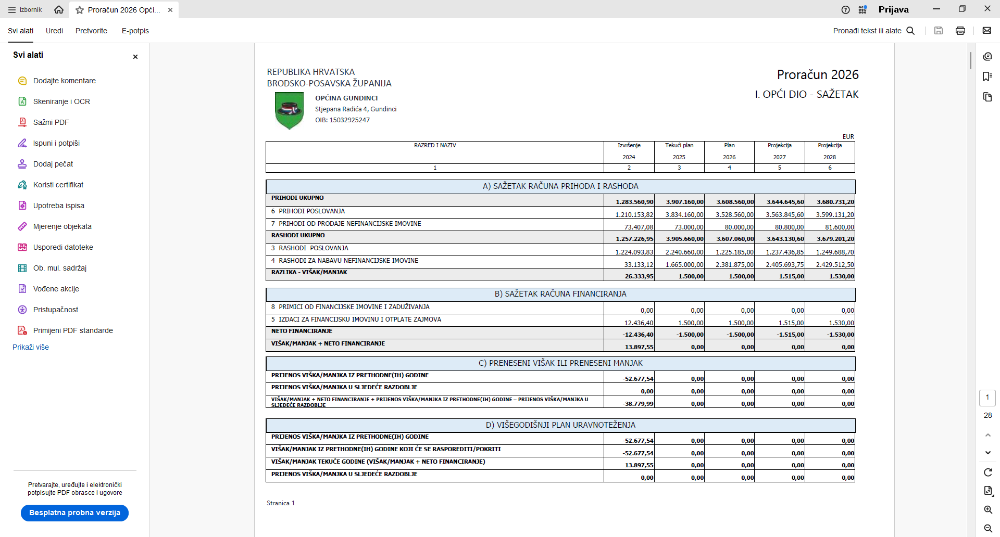 Izbornik
Proračun 2026 Opći...
Prijava
Svi alati Uredi Pretvorite E-potpis
Pronađi tekst ili alate
Svi alati
Dodajte komentare
Skeniranje i OCR
Sažmi PDF
Ispuni i potpiši
Dodaj pečat
Koristi certifikat
Upotreba ispisa
Mjerenje objekata
Usporedi datoteke
Ob. mul. sadržaj
Vođene akcije
Pristupačnost
Primijeni PDF standarde
Prikaži više
Pretvarajte, uređujte i elektronički
potpisujte PDF obrasce i ugovore
Besplatna probna verzija
REPUBLIKA HRVATSKA
BRODSKO-POSAVSKA ŽUPANIJA
OPĆINA GUNDINCI
Stjepana Radića 4, Gundinci
OIB: 15032925247
Proračun 2026
I. OPĆI DIO - SAŽETAK
EUR
RAZRED I NAZIV Izvršenje Tekući plan Plan Projekcija Projekcija
2024 2025 2026 2027 2028
1 2 3 4 5 6
A) SAŽETAK RAČUNA PRIHODA I RASHODA
PRIHODI UKUPNO 1.283.560,90 3.907.160,00 3.608.560,00 3.644.645,60 3.680.731,20
6 PRIHODI POSLOVANJA 1.210.153,82 3.834.160,00 3.528.560,00 3.563.845,60 3.599.131,20
7 PRIHODI OD PRODAJE NEFINANCIJSKE IMOVINE 73.407,08 73.000,00 80.000,00 80.800,00 81.600,00
RASHODI UKUPNO 1.257.226,95 3.905.660,00 3.607.060,00 3.643.130,60 3.679.201,20
3 RASHODI POSLOVANJA 1.224.093,83 2.240.660,00 1.225.185,00 1.237.436,85 1.249.688,70
4 RASHODI ZA NABAVU NEFINANCIJSKE IMOVINE 33.133,12 1.665.000,00 2.381.875,00 2.405.693,75 2.429.512,50
RAZLIKA - VIŠAK/MANJAK 26.333,95 1.500,00 1.500,00 1.515,00 1.530,00
B) SAŽETAK RAČUNA FINANCIRANJA
8 PRIMICI OD FINANCIJSKE IMOVINE I ZADUŽIVANJA 0,00 0,00 0,00 0,00 0,00
5 IZDACI ZA FINANCIJSKU IMOVINU I OTPLATE ZAJMOVA 12.436,40 1.500,00 1.500,00 1.515,00 1.530,00
NETO FINANCIRANJE -12.436,40 -1.500,00 -1.500,00 -1.515,00 -1.530,00
VIŠAK/MANJAK + NETO FINANCIRANJE 13.897,55 0,00 0,00 0,00 0,00
C) PRENESENI VIŠAK ILI PRENESENI MANJAK
PRIJENOS VIŠKA/MANJKA IZ PRETHODNE(IH) GODINE -52.677,54 0,00 0,00 0,00 0,00
PRIJENOS VIŠKA/MANJKA U SLJEDEĆE RAZDOBLJE 0,00 0,00 0,00 0,00 0,00
VIŠAK/MANJAK + NETO FINANCIRANJE + PRIJENOS VIŠKA/MANJKA IZ PRETHODNE(IH) GODINE – PRIJENOS VIŠKA/MANJKA U
SLJEDEĆE RAZDOBLJE -38.779,99 0,00 0,00 0,00 0,00
D) VIŠEGODIŠNJI PLAN URAVNOTEŽENJA
PRIJENOS VIŠKA/MANJKA IZ PRETHODNE(IH) GODINE -52.677,54 0,00 0,00 0,00 0,00
VIŠAK/MANJAK IZ PRETHODNE(IH) GODINE KOJI ĆE SE RASPOREDITI/POKRITI -52.677,54 0,00 0,00 0,00 0,00
VIŠAK/MANJAK TEKUĆE GODINE (VIŠAK/MANJAK + NETO FINANCIRANJE) 13.897,55 0,00 0,00 0,00 0,00
PRIJENOS VIŠKA/MANJKA U SLJEDEĆE RAZDOBLJE 0,00 0,00 0,00 0,00 0,00
Stranica 1
1
28